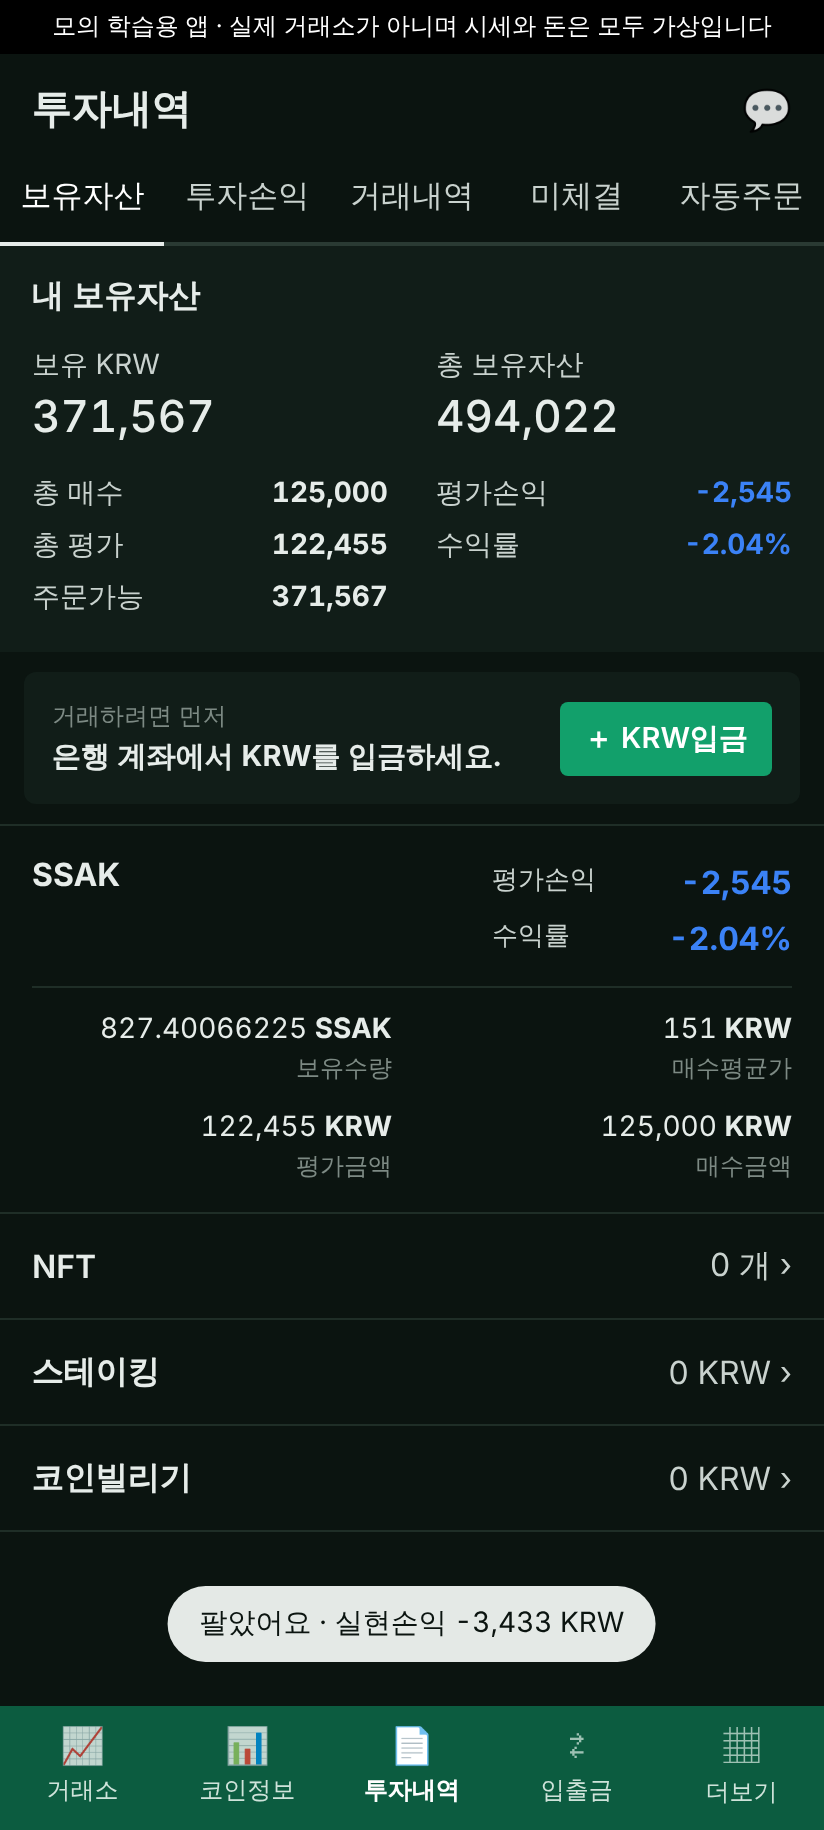 모의 학습용 앱 · 실제 거래소가 아니며 시세와 돈은 모두 가상입니다
투자내역
보유자산 투자손익 거래내역 미체결 자동주문
내 보유자산
보유 KRW 총 보유자산
371,567 494,022
총 매수 125,000 평가손익 -2,545
총 평가 122,455 수익률 -2.04%
주문가능 371,567
거래하려면 먼저
은행 계좌에서 KRW를 입금하세요.
+ KRW입금
SSAK 평가손익 -2,545
수익률 -2.04%
827.40066225 SSAK 151 KRW
보유수량 매수평균가
122,455 KRW 125,000 KRW
평가금액 매수금액
NFT 0 개 ›
스테이킹 0 KRW ›
코인빌리기 0 KRW ›
팔았어요 · 실현손익 -3,433 KRW
거래소 코인정보 투자내역 입출금 더보기